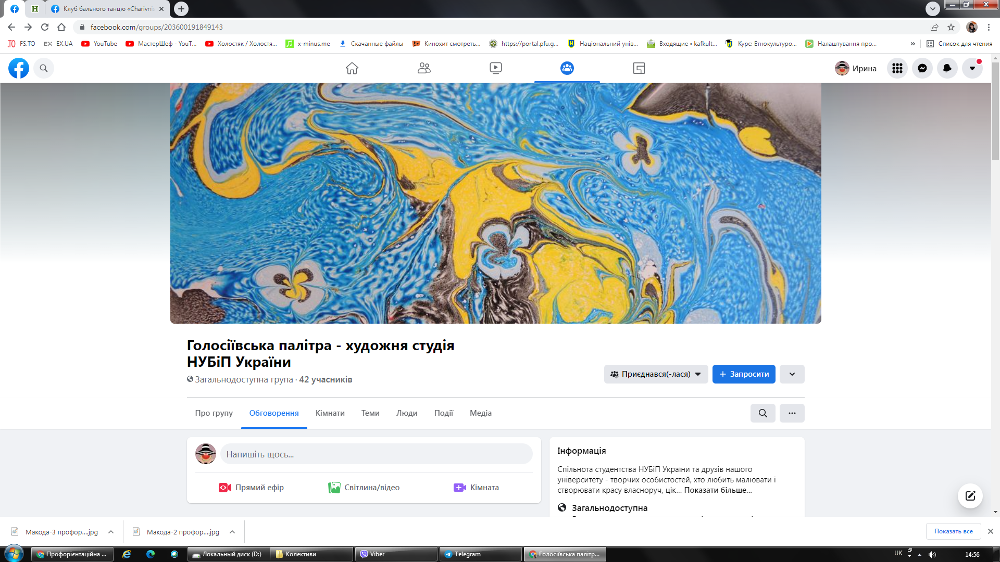 Клуб бального танцю «Charivni
facebook.com/groups/203600191849143
FS.TO
EX.UA
YouTube
МастерШеф - YouT...
Холостяк / Холостя...
x-minus.me
Скачанные файлы
Кинохит смотреть...
https://portal.pfu.g...
Національний унів...
Входящие • kafkult...
Курс: Етнокультуро...
Налаштування про...
»
Список для чтения
Ирина
Голосіївська палітра - художня студія
НУБіП України
Загальнодоступна група · 42 учасників
Приєднався(-лася)
+ Запросити
Про групу
Обговорення
Кімнати
Теми
Люди
Події
Медіа
Напишіть щось...
Прямий ефір
Світлина/відео
Кімната
Інформація
Спільнота студентства НУБіП України та друзів нашого
університету - творчих особистостей, хто любить малювати і
створювати красу власноруч, цік... Показати більше...
Загальнодоступна
Макода-3 профор....jpg
Макода-2 профор....jpg
Показать все
Профорієнтаційна ...
Локальный диск (D:)
Колективи
Viber
Telegram
Голосіївська палітр...
UK
14:56